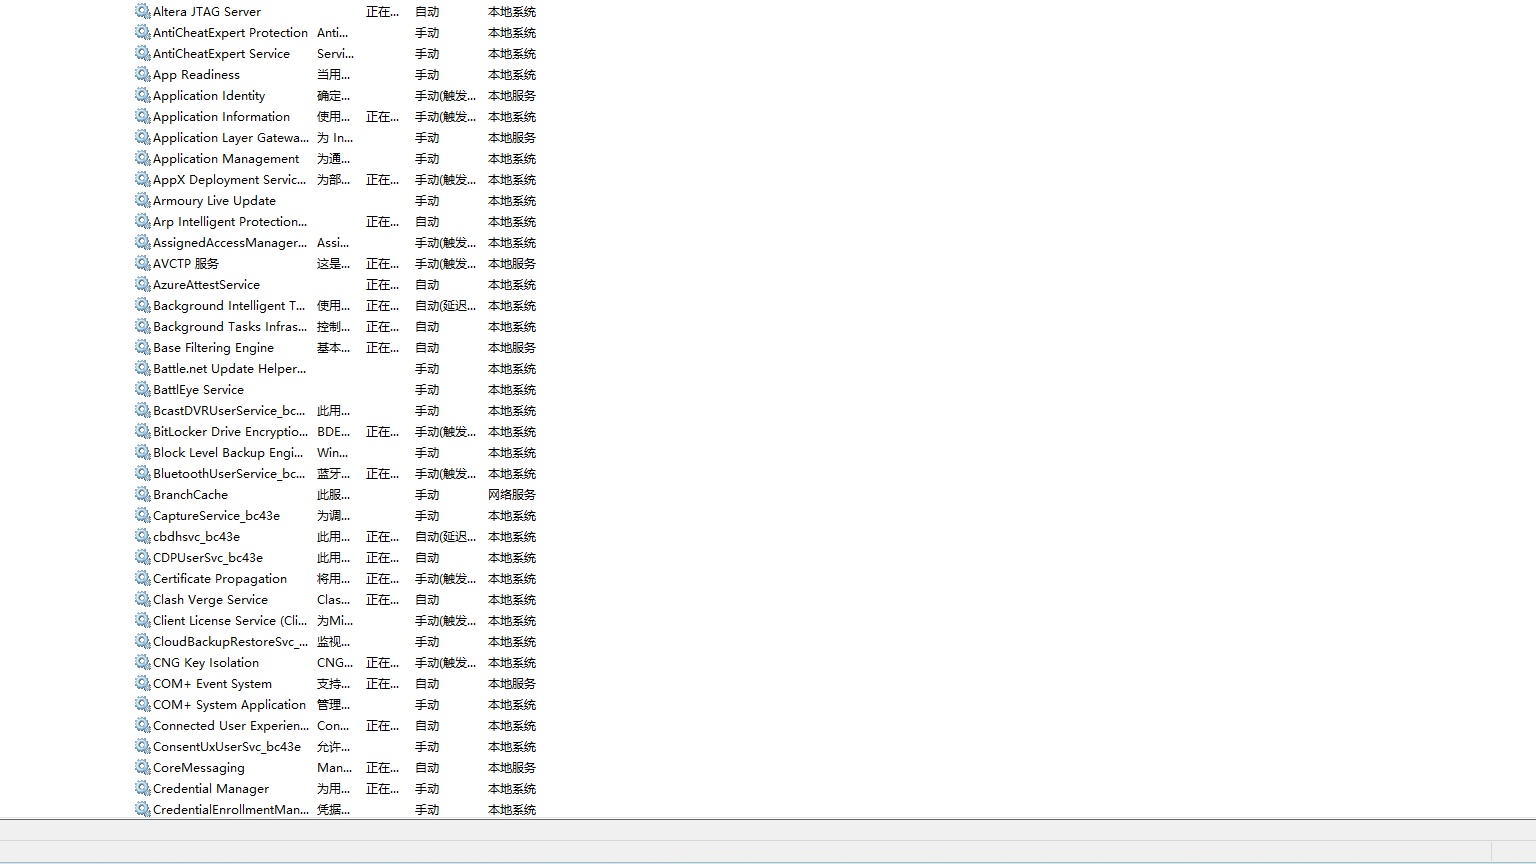 Altera JTAG Server 正在... 自动 本地系统
AntiCheatExpert Protection Anti... 手动 本地系统
AntiCheatExpert Service Servi... 手动 本地系统
App Readiness 当用... 手动 本地系统
Application Identity 确定... 手动(触发... 本地服务
Application Information 使用... 正在... 手动(触发... 本地系统
Application Layer Gatewa... 为 In... 手动 本地服务
Application Management 为通... 手动 本地系统
AppX Deployment Servic... 为部... 正在... 手动(触发... 本地系统
Armoury Live Update 手动 本地系统
Arp Intelligent Protection... 正在... 自动 本地系统
AssignedAccessManager... Assi... 手动(触发... 本地系统
AVCTP 服务 这是... 正在... 手动(触发... 本地服务
AzureAttestService 正在... 自动 本地系统
Background Intelligent T... 使用... 正在... 自动(延迟... 本地系统
Background Tasks Infras... 控制... 正在... 自动 本地系统
Base Filtering Engine 基本... 正在... 自动 本地服务
Battle.net Update Helper... 手动 本地系统
BattlEye Service 手动 本地系统
BcastDVRUserService_bc... 此用... 手动 本地系统
BitLocker Drive Encryptio... BDE... 正在... 手动(触发... 本地系统
Block Level Backup Engi... Win... 手动 本地系统
BluetoothUserService_bc... 蓝牙... 正在... 手动(触发... 本地系统
BranchCache 此服... 手动 网络服务
CaptureService_bc43e 为调... 手动 本地系统
cbdhsvc_bc43e 此用... 正在... 自动(延迟... 本地系统
CDPUserSvc_bc43e 此用... 正在... 自动 本地系统
Certificate Propagation 将用... 正在... 手动(触发... 本地系统
Clash Verge Service Clas... 正在... 自动 本地系统
Client License Service (Cli... 为Mi... 手动(触发... 本地系统
CloudBackupRestoreSvc_... 监视... 手动 本地系统
CNG Key Isolation CNG... 正在... 手动(触发... 本地系统
COM+ Event System 支持... 正在... 自动 本地服务
COM+ System Application 管理... 手动 本地系统
Connected User Experien... Con... 正在... 自动 本地系统
ConsentUxUserSvc_bc43e 允许... 手动 本地系统
CoreMessaging Man... 正在... 自动 本地服务
Credential Manager 为用... 正在... 手动 本地系统
CredentialEnrollmentMan... 凭据... 手动 本地系统